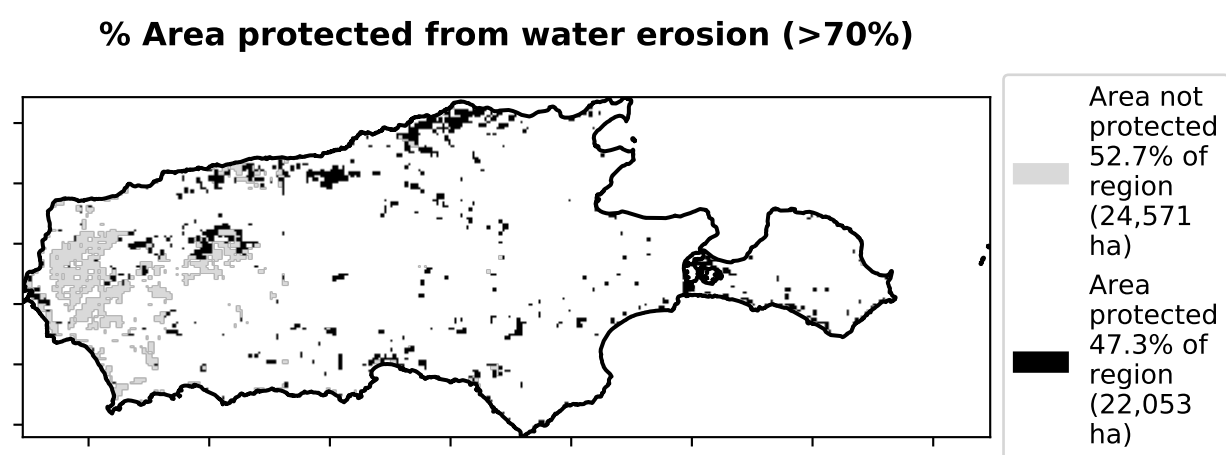 % Area protected from water erosion (>70%)
Area not
protected
52.7% of
region
(24,571
ha)
Area
protected
47.3% of
region
(22,053
ha)